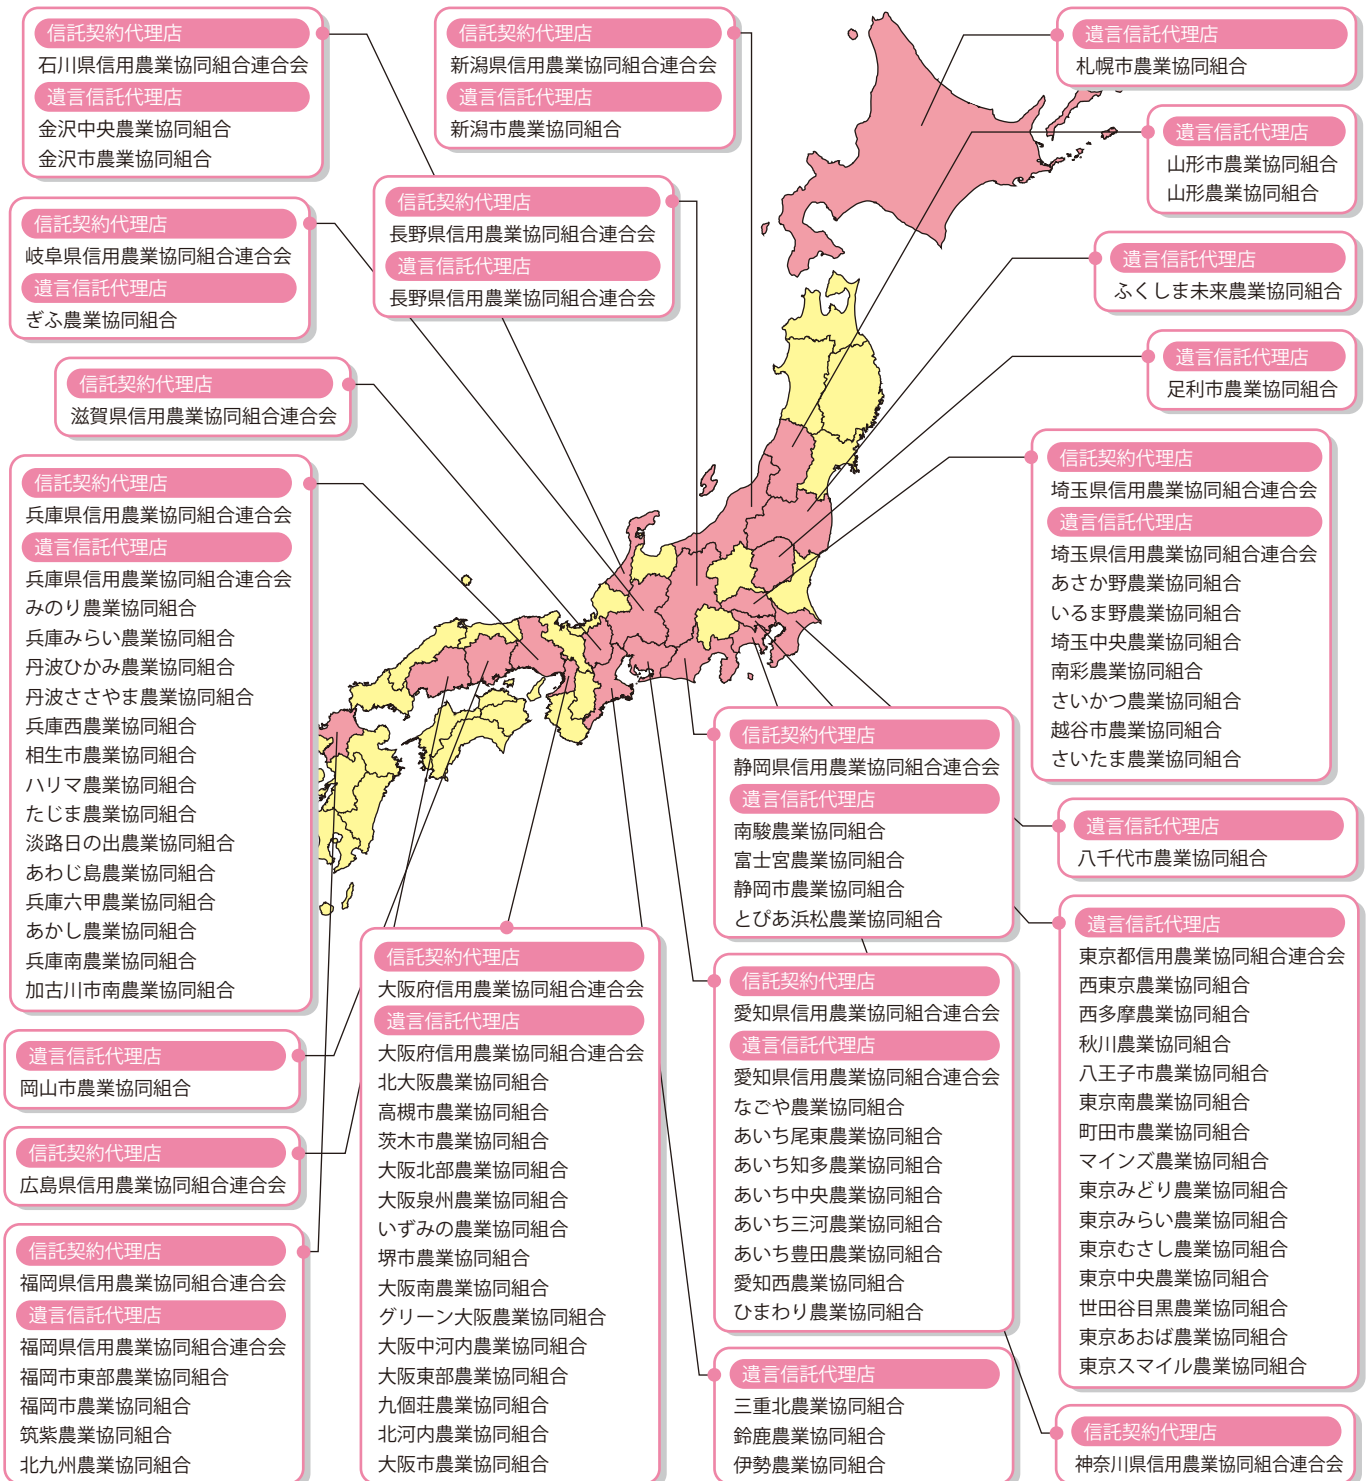 信託契約代理店
石川県信用農業協同組合連合会
遺言信託代理店
金沢中央農業協同組合
金沢市農業協同組合
信託契約代理店
新潟県信用農業協同組合連合会
遺言信託代理店
新潟市農業協同組合
遺言信託代理店
札幌市農業協同組合
遺言信託代理店
山形市農業協同組合
山形農業協同組合
信託契約代理店
岐阜県信用農業協同組合連合会
遺言信託代理店
ぎふ農業協同組合
信託契約代理店
長野県信用農業協同組合連合会
遺言信託代理店
長野県信用農業協同組合連合会
遺言信託代理店
ふくしま未来農業協同組合
遺言信託代理店
足利市農業協同組合
信託契約代理店
滋賀県信用農業協同組合連合会
信託契約代理店
兵庫県信用農業協同組合連合会
遺言信託代理店
兵庫県信用農業協同組合連合会
みのり農業協同組合
兵庫みらい農業協同組合
丹波ひかみ農業協同組合
丹波ささやま農業協同組合
兵庫西農業協同組合
相生市農業協同組合
ハリマ農業協同組合
たじま農業協同組合
淡路日の出農業協同組合
あわじ島農業協同組合
兵庫六甲農業協同組合
あかし農業協同組合
兵庫南農業協同組合
加古川市南農業協同組合
信託契約代理店
埼玉県信用農業協同組合連合会
遺言信託代理店
埼玉県信用農業協同組合連合会
あさか野農業協同組合
いるま野農業協同組合
埼玉中央農業協同組合
南彩農業協同組合
さいかつ農業協同組合
越谷市農業協同組合
さいたま農業協同組合
信託契約代理店
静岡県信用農業協同組合連合会
遺言信託代理店
南駿農業協同組合
富士宮農業協同組合
静岡市農業協同組合
とぴあ浜松農業協同組合
遺言信託代理店
八千代市農業協同組合
遺言信託代理店
東京都信用農業協同組合連合会
西東京農業協同組合
西多摩農業協同組合
秋川農業協同組合
八王子市農業協同組合
東京南農業協同組合
町田市農業協同組合
マインズ農業協同組合
東京みどり農業協同組合
東京みらい農業協同組合
東京むさし農業協同組合
東京中央農業協同組合
世田谷目黒農業協同組合
東京あおば農業協同組合
東京スマイル農業協同組合
遺言信託代理店
岡山市農業協同組合
信託契約代理店
広島県信用農業協同組合連合会
信託契約代理店
福岡県信用農業協同組合連合会
遺言信託代理店
福岡県信用農業協同組合連合会
福岡市東部農業協同組合
福岡市農業協同組合
筑紫農業協同組合
北九州農業協同組合
信託契約代理店
大阪府信用農業協同組合連合会
遺言信託代理店
大阪府信用農業協同組合連合会
北大阪農業協同組合
高槻市農業協同組合
茨木市農業協同組合
大阪北部農業協同組合
大阪泉州農業協同組合
いずみの農業協同組合
堺市農業協同組合
大阪南農業協同組合
グリーン大阪農業協同組合
大阪中河内農業協同組合
大阪東部農業協同組合
九個荘農業協同組合
北河内農業協同組合
大阪市農業協同組合
信託契約代理店
愛知県信用農業協同組合連合会
遺言信託代理店
愛知県信用農業協同組合連合会
なごや農業協同組合
あいち尾東農業協同組合
あいち知多農業協同組合
あいち中央農業協同組合
あいち三河農業協同組合
あいち豊田農業協同組合
愛知西農業協同組合
ひまわり農業協同組合
遺言信託代理店
三重北農業協同組合
鈴鹿農業協同組合
伊勢農業協同組合
信託契約代理店
神奈川県信用農業協同組合連合会